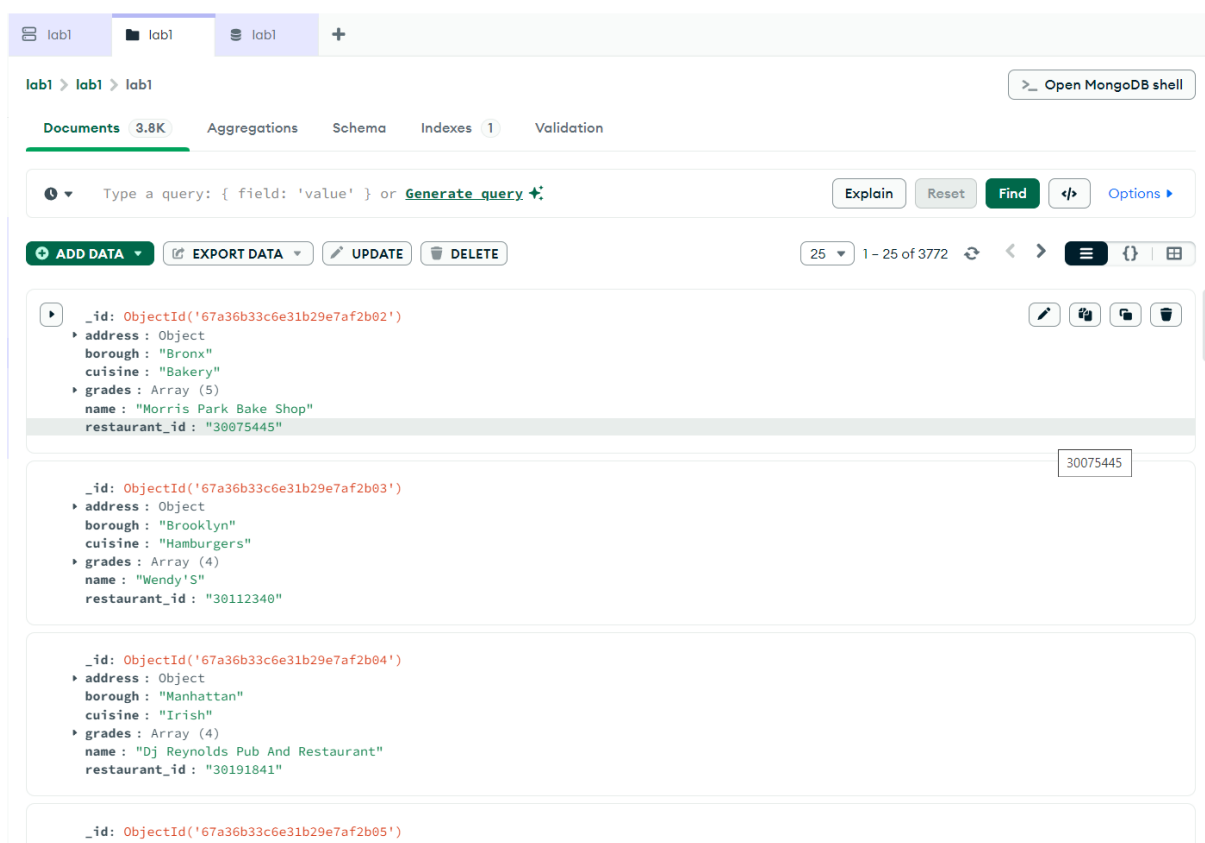 lab1 lab1 lab1
lab1 > lab1 > lab1 >_ Open MongoDB shell
Documents 3.8K Aggregations Schema Indexes 1 Validation
Type a query: { field: 'value' } or Generate query Explain Reset Find </> Options
ADD DATA EXPORT DATA UPDATE DELETE 25 1 – 25 of 3772 {}
_id: ObjectId('67a36b33c6e31b29e7af2b02')
address : Object
borough : "Bronx"
cuisine : "Bakery"
grades : Array (5)
name : "Morris Park Bake Shop"
restaurant_id : "30075445"
30075445
_id: ObjectId('67a36b33c6e31b29e7af2b03')
address : Object
borough : "Brooklyn"
cuisine : "Hamburgers"
grades : Array (4)
name : "Wendy'S"
restaurant_id : "30112340"
_id: ObjectId('67a36b33c6e31b29e7af2b04')
address : Object
borough : "Manhattan"
cuisine : "Irish"
grades : Array (4)
name : "Dj Reynolds Pub And Restaurant"
restaurant_id : "30191841"
_id: ObjectId('67a36b33c6e31b29e7af2b05')